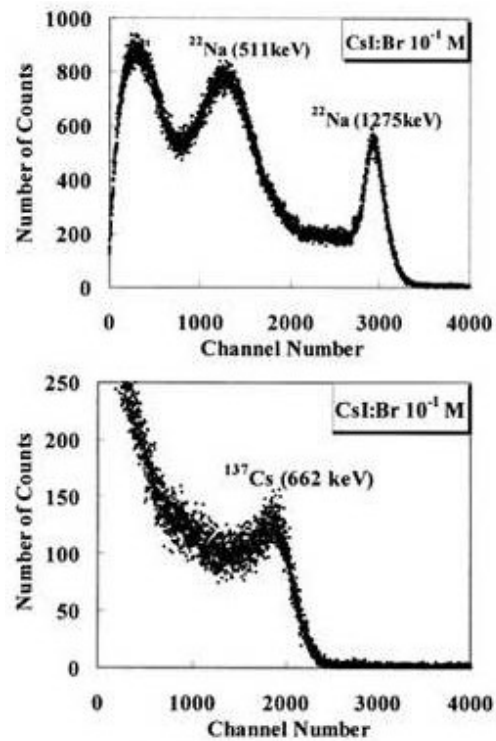 1000
800
600
400
200
0
Number of Counts
²²Na (511keV)
CsI:Br 10⁻¹ M
²²Na (1275keV)
0 1000 2000 3000 4000
Channel Number
250
200
150
100
50
0
Number of Counts
CsI:Br 10⁻¹ M
¹³⁷Cs (662 keV)
0 1000 2000 3000 4000
Channel Number